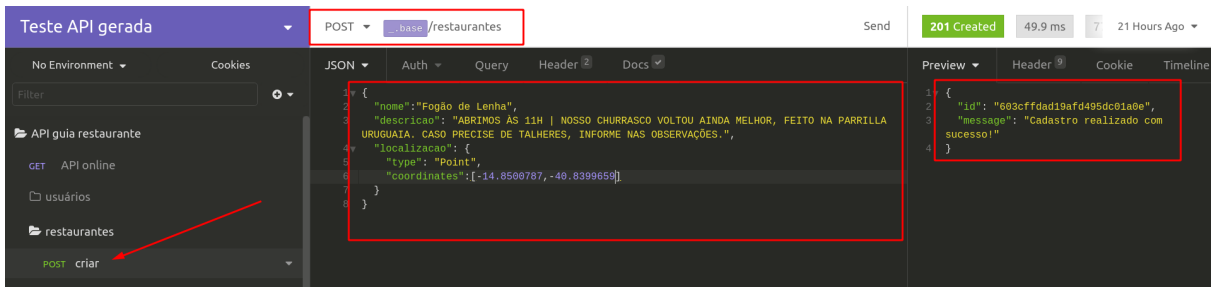 Teste API gerada
No Environment
Cookies
Filter
API guia restaurante
GET API online
usuários
restaurantes
POST criar
POST _.base /restaurantes
Send
JSON Auth Query Header 2 Docs
1 {
2 "nome":"Fogão de Lenha",
3 "descricao": "ABRIMOS ÀS 11H | NOSSO CHURRASCO VOLTOU AINDA MELHOR, FEITO NA PARRILLA
URUGUAIA. CASO PRECISE DE TALHERES, INFORME NAS OBSERVAÇÕES.",
4 "localizacao": {
5 "type": "Point",
6 "coordinates":[-14.8500787,-40.8399659]
7 }
8 }
201 Created 49.9 ms 21 Hours Ago
Preview Header 9 Cookie Timeline
1 {
2 "id": "603cffdad19afd495dc01a0e",
3 "message": "Cadastro realizado com
sucesso!"
4 }